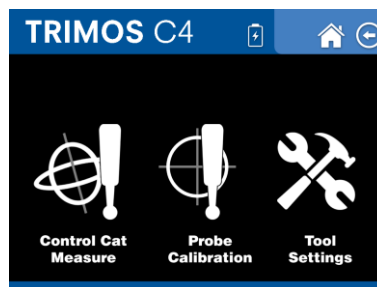 TRIMOS C4
Control Cat
Measure
Probe
Calibration
Tool
Settings